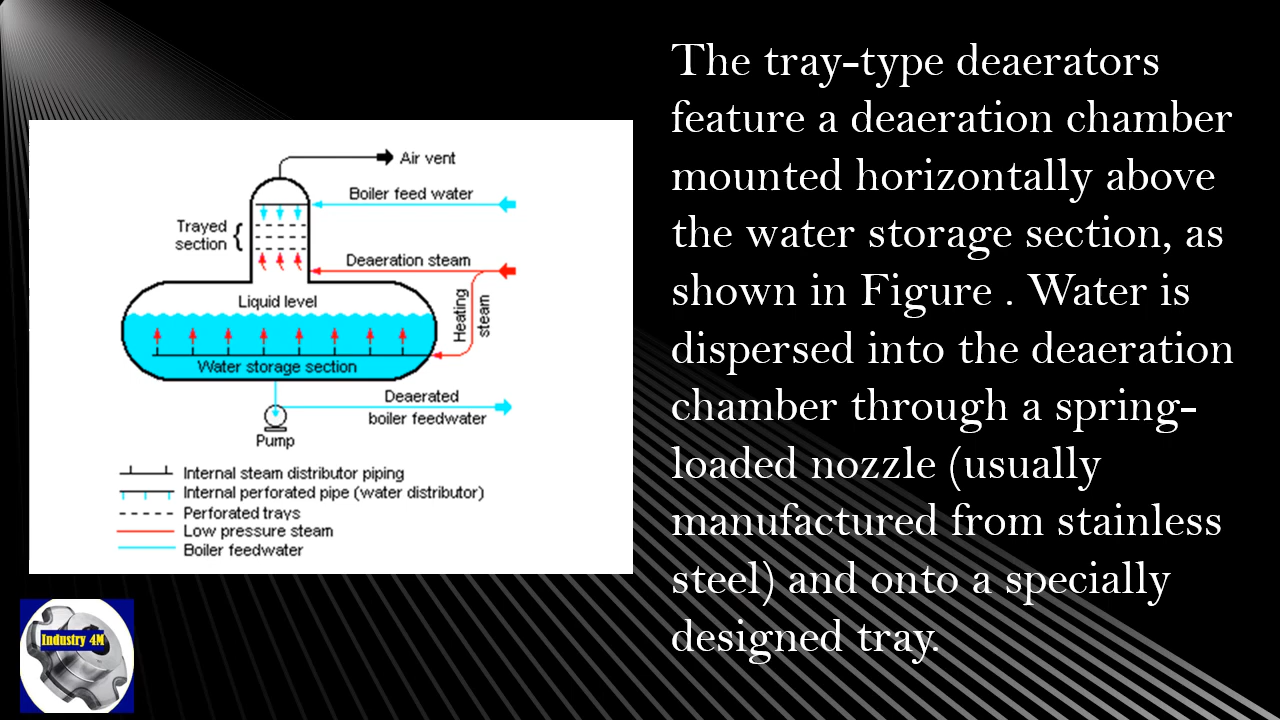 The tray-type deaerators
feature a deaeration chamber
mounted horizontally above
the water storage section, as
shown in Figure . Water is
dispersed into the deaeration
chamber through a spring-
loaded nozzle (usually
manufactured from stainless
steel) and onto a specially
designed tray.
Air vent
Boiler feed water
Trayed
section
Deaeration steam
Liquid level
Heating
steam
Water storage section
Deaerated
boiler feedwater
Pump
Internal steam distributor piping
Internal perforated pipe (water distributor)
Perforated trays
Low pressure steam
Boiler feedwater
Industry 4M